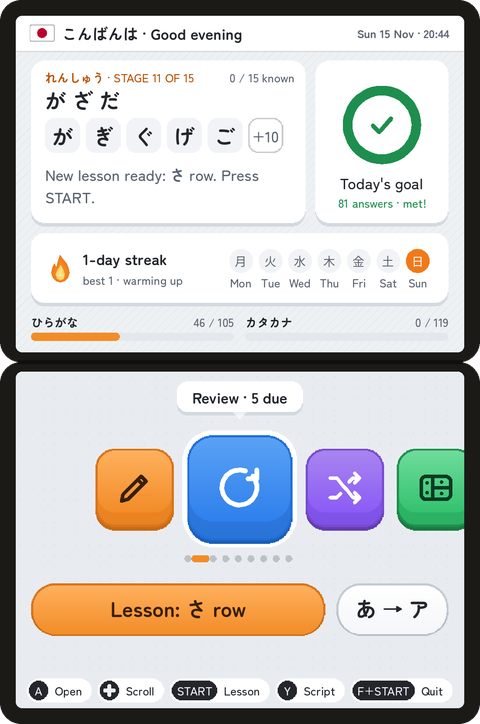 こんばんは · Good evening
Sun 15 Nov · 20:44
れんしゅう · STAGE 11 OF 15
0 / 15 known
が ざ だ
が ぎ ぐ げ ご +10
New lesson ready: さ row. Press
START.
Today's goal
81 answers · met!
1-day streak
best 1 · warming up
月 火 水 木 金 土 日
Mon Tue Wed Thu Fri Sat Sun
ひらがな 46 / 105
カタカナ 0 / 119
Review · 5 due
Lesson: さ row
あ → ア
A Open
Scroll
START Lesson
Y Script
F+START Quit